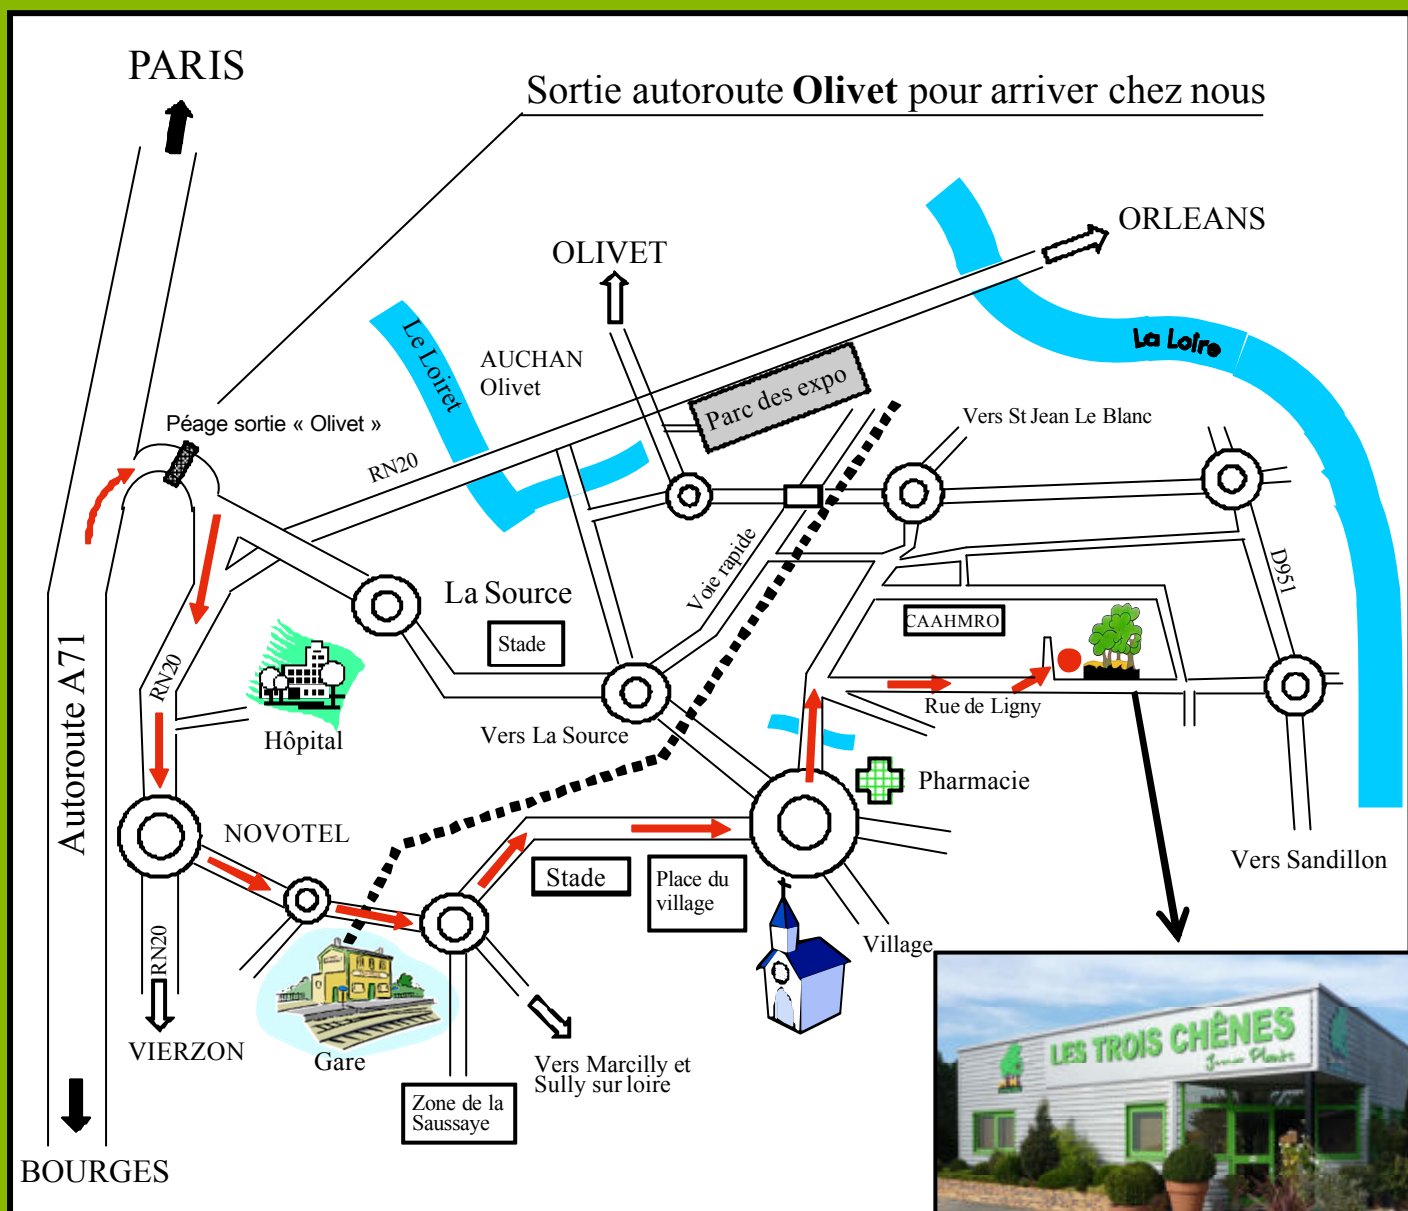 PARIS
Sortie autoroute Olivet pour arriver chez nous
ORLEANS
OLIVET
La Loire
Le Loiret
AUCHAN
Olivet
Parc des expo
Vers St Jean Le Blanc
Péage sortie « Olivet »
RN20
Voie rapide
D951
La Source
Stade
CAAHMRO
RN20
Autoroute A71
Hôpital
Vers La Source
Rue de Ligny
Pharmacie
NOVOTEL
Vers Sandillon
Stade
Place du
village
Village
RN20
VIERZON
Gare
Vers Marcilly et
Sully sur loire
Zone de la
Saussaye
BOURGES
LES TROIS CHÊNES